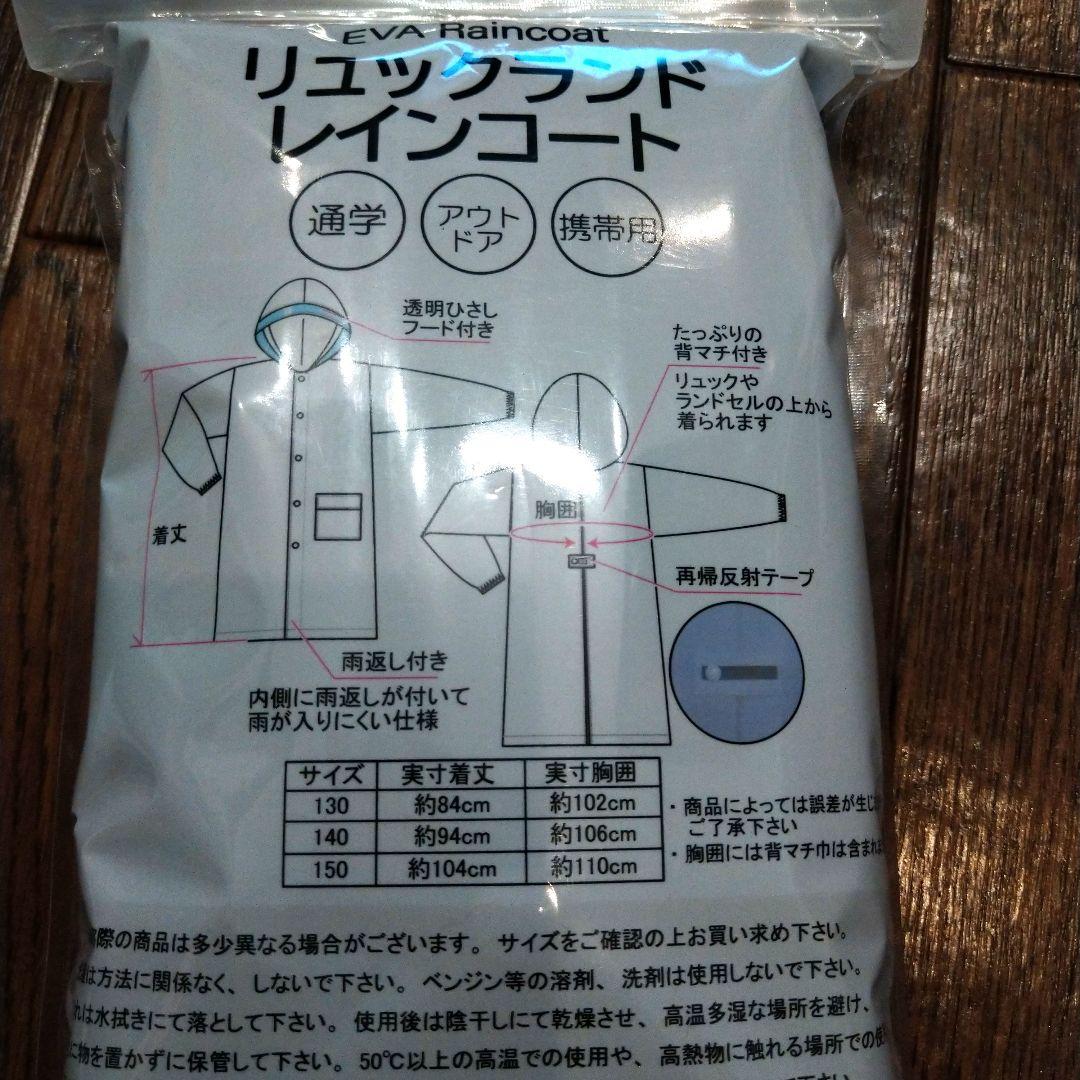 EVA Raincoat
リュックランド
レインコート
通学
アウト
ドア
携帯用
透明ひさし
フード付き
たっぷりの
背マチ付き
リュックや
ランドセルの上から
着られます
着丈
胸囲
再帰反射テープ
雨返し付き
内側に雨返しが付いて
雨が入りにくい仕様
サイズ 実寸着丈 実寸胸囲
130 約84cm 約102cm
140 約94cm 約106cm
150 約104cm 約110cm
・商品によっては誤差が生じ
ご了承下さい
・胸囲には背マチ巾は含まれ
際の商品は多少異なる場合がございます。サイズをご確認の上お買い求め下さい。
は方法に関係なく、しないで下さい。ベンジン等の溶剤、洗剤は使用しないで下さい。
れは水拭きにて落として下さい。使用後は陰干しにて乾燥させ、高温多湿な場所を避け、
に物を置かずに保管して下さい。50℃以上の高温での使用や、高熱物に触れる場所での使